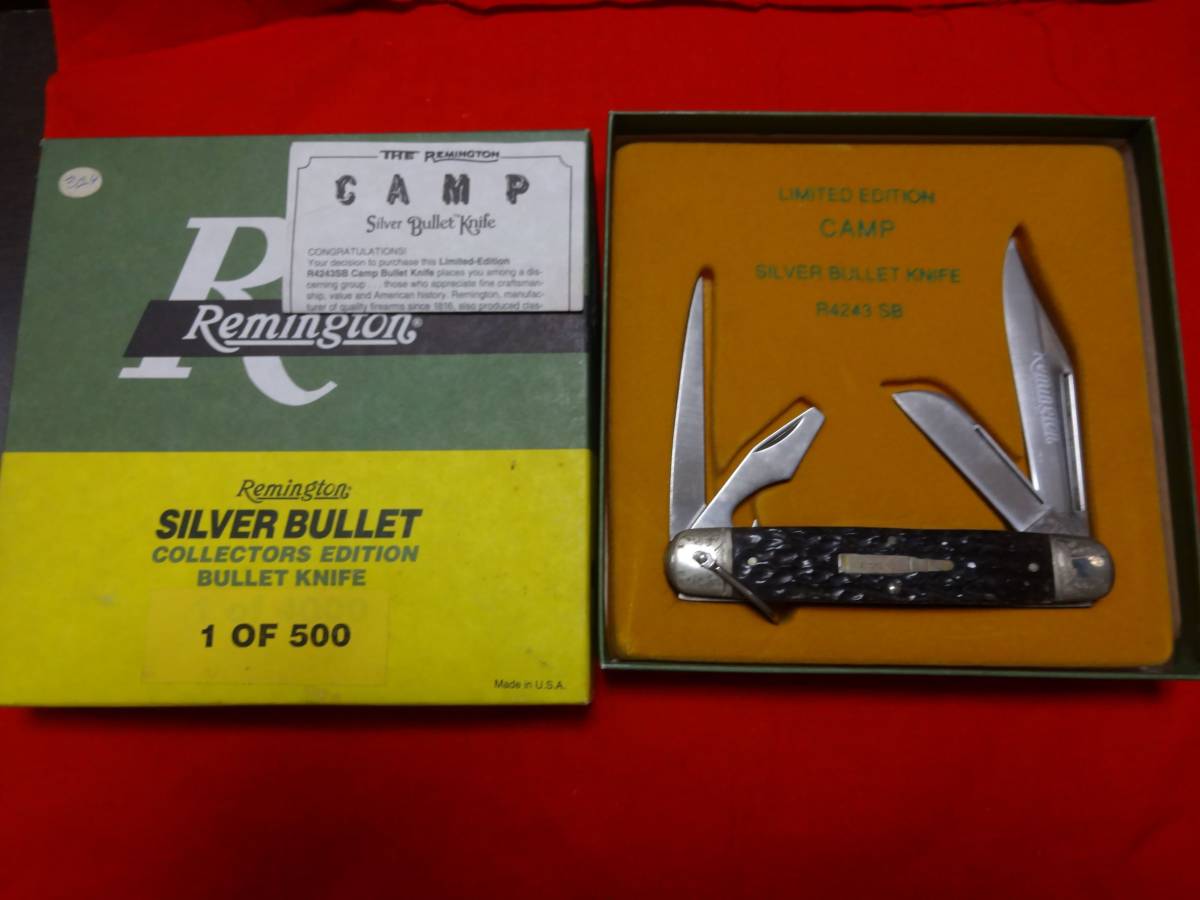 THE REMINGTON
CAMP
Silver Bullet™ Knife
CONGRATULATIONS!
Your decision to purchase this Limited-Edition
R4243SB Camp Bullet Knife places you among a dis-
cerning group . . . those who appreciate fine craftsman-
ship, value and American history. Remington, manufac-
turer of quality firearms since 1816, also produced clas-
R
Remington®
Remington®
SILVER BULLET
COLLECTORS EDITION
BULLET KNIFE
1 OF 500
Made in U.S.A.
LIMITED EDITION
CAMP
SILVER BULLET KNIFE
R4243 SB
Remington